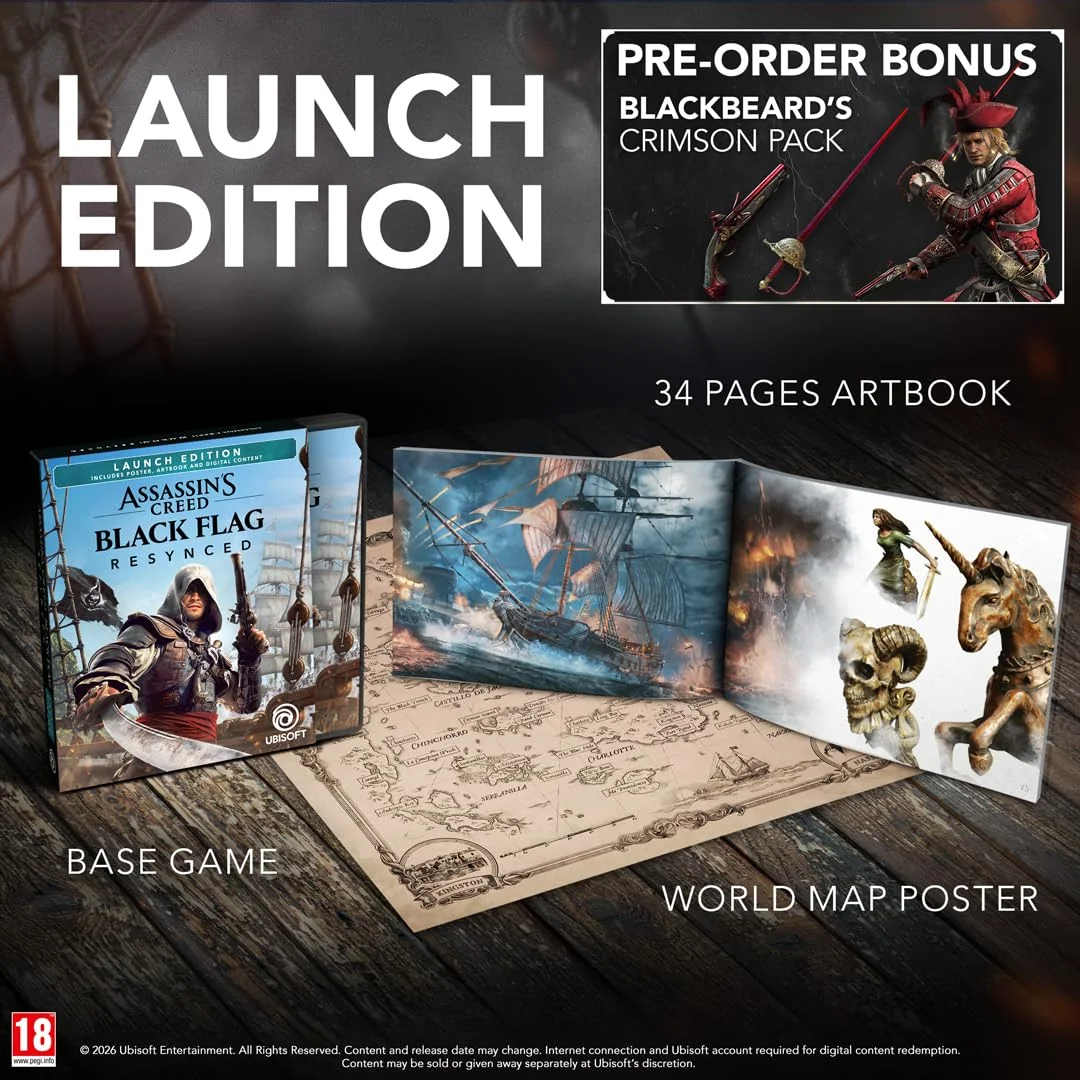 LAUNCH
EDITION
PRE-ORDER BONUS
BLACKBEARD'S
CRIMSON PACK
34 PAGES ARTBOOK
LAUNCH EDITION
INCLUDES POSTER, ARTBOOK AND DIGITAL CONTENT
ASSASSIN'S
CREED
BLACK FLAG
RESYNCED
UBISOFT
G
CASTILLO DE
CHINCHORRO
CHARLOTTE
SERRANILLA
KINGSTON
BASE GAME
WORLD MAP POSTER
18
www.pegi.info
© 2026 Ubisoft Entertainment. All Rights Reserved. Content and release date may change. Internet connection and Ubisoft account required for digital content redemption.
Content may be sold or given away separately at Ubisoft's discretion.